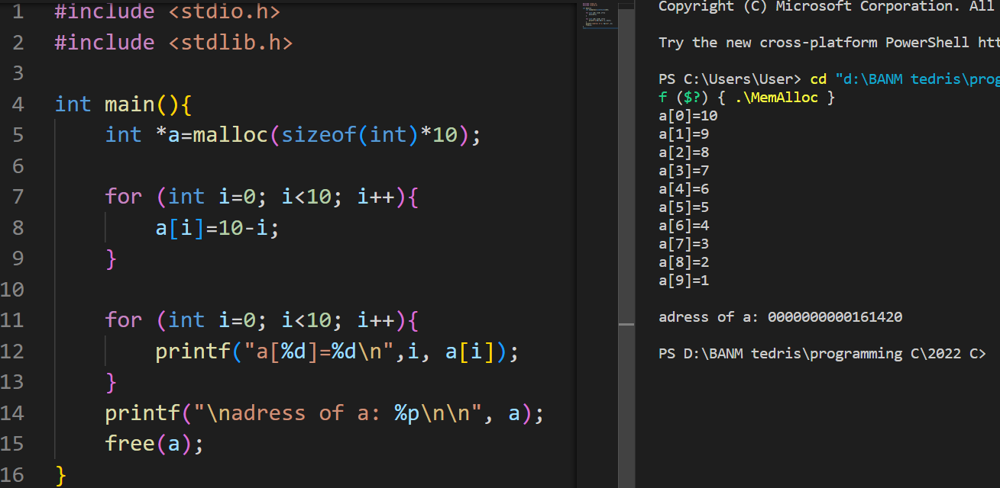 1 #include <stdio.h>
2 #include <stdlib.h>
3
4 int main(){
5 int *a=malloc(sizeof(int)*10);
6
7 for (int i=0; i<10; i++){
8 a[i]=10-i;
9 }
10
11 for (int i=0; i<10; i++){
12 printf("a[%d]=%d\n",i, a[i]);
13 }
14 printf("\nadress of a: %p\n\n", a);
15 free(a);
16 }
Copyright (C) Microsoft Corporation. All
Try the new cross-platform PowerShell htt
PS C:\Users\User> cd "d:\BANM tedris\prog
f ($?) { .\MemAlloc }
a[0]=10
a[1]=9
a[2]=8
a[3]=7
a[4]=6
a[5]=5
a[6]=4
a[7]=3
a[8]=2
a[9]=1
adress of a: 0000000000161420
PS D:\BANM tedris\programming C\2022 C>